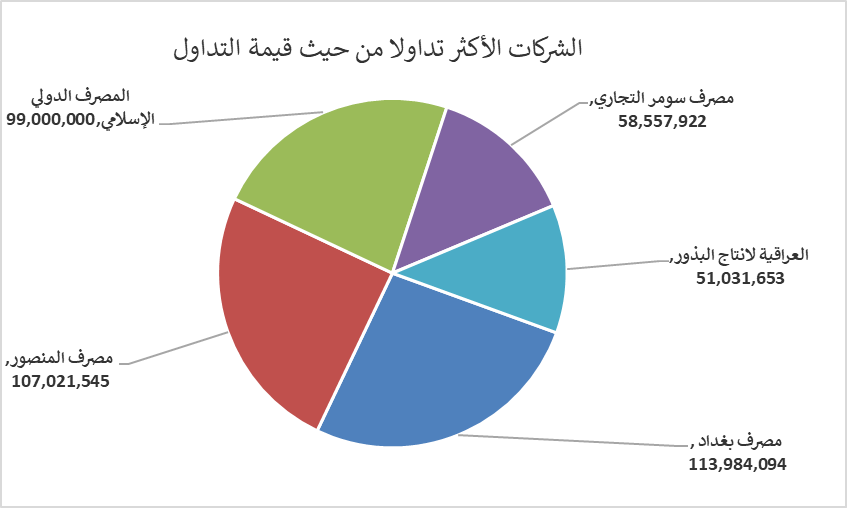 الشركات الأكثر تداولا من حيث قيمة التداول
مصرف سومر التجاري,
58,557,922
العراقية لانتاج البذور,
51,031,653
مصرف بغداد ,
113,984,094
مصرف المنصور,
107,021,545
المصرف الدولي
الإسلامي,99,000,000